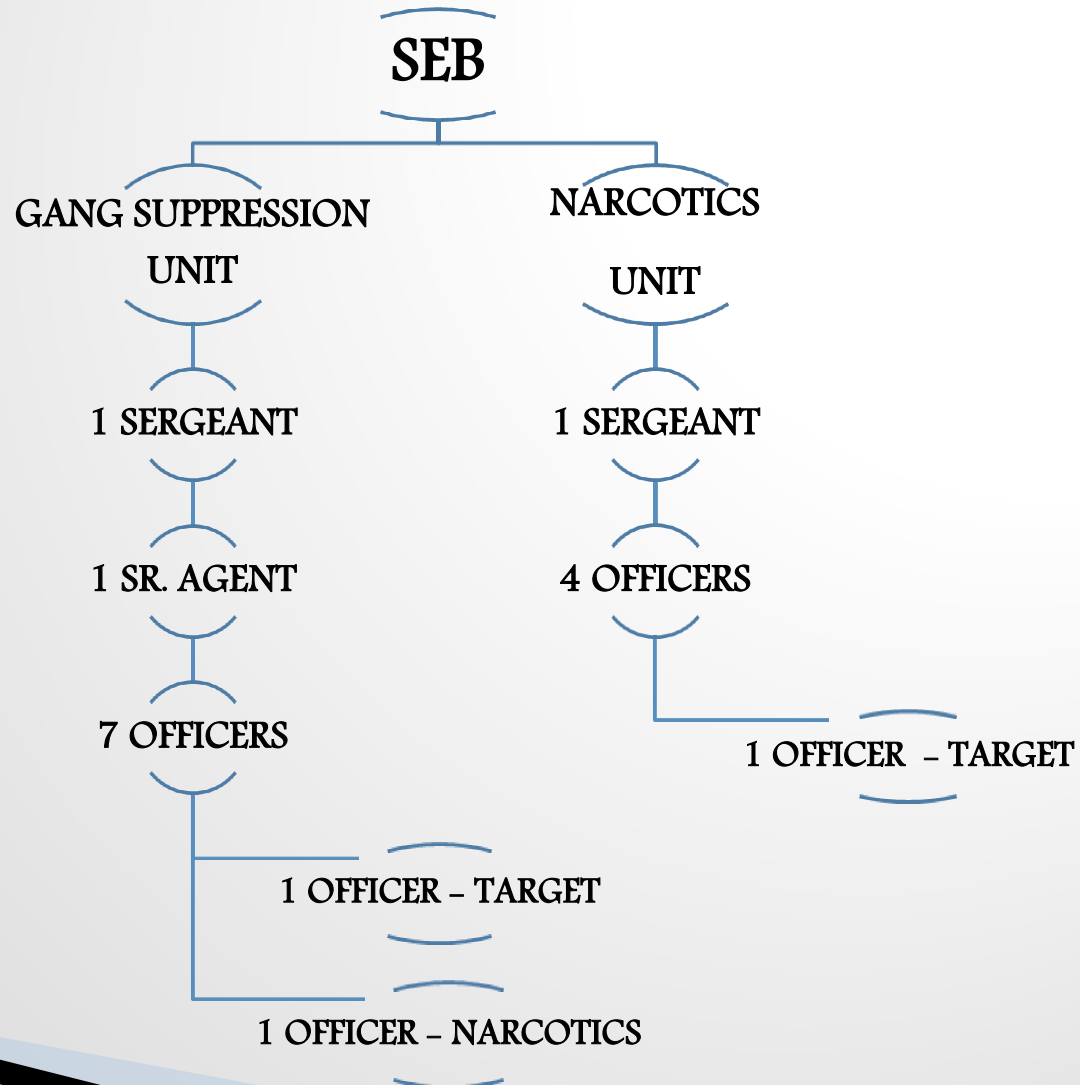 SEB
GANG SUPPRESSION
UNIT
1 SERGEANT
1 SR. AGENT
7 OFFICERS
1 OFFICER – TARGET
1 OFFICER – NARCOTICS
NARCOTICS
UNIT
1 SERGEANT
4 OFFICERS
1 OFFICER – TARGET